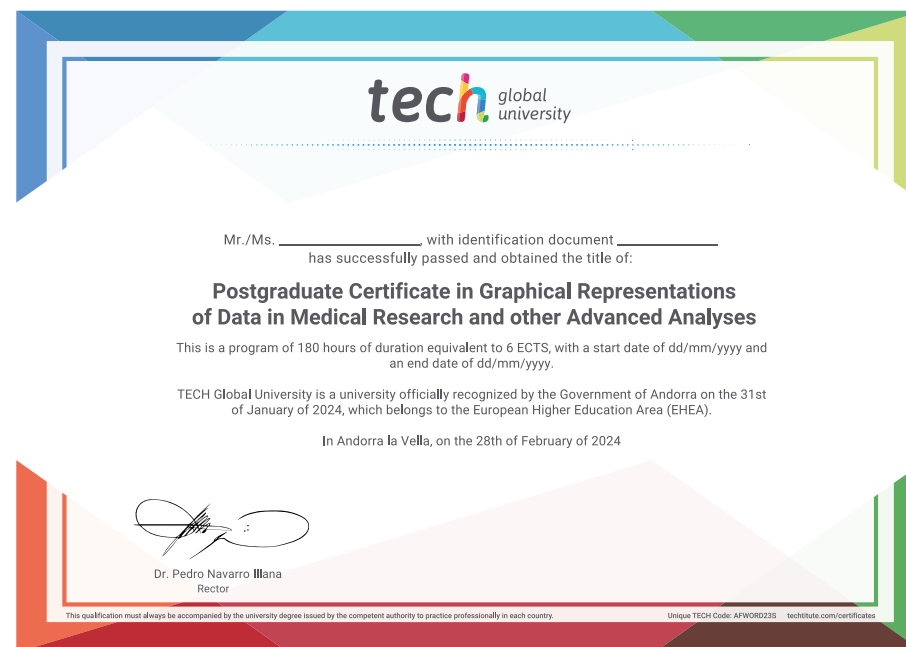 tech global
university
Mr./Ms. ____________________, with identification document ______________
has successfully passed and obtained the title of:
Postgraduate Certificate in Graphical Representations
of Data in Medical Research and other Advanced Analyses
This is a program of 180 hours of duration equivalent to 6 ECTS, with a start date of dd/mm/yyyy and
an end date of dd/mm/yyyy.
TECH Global University is a university officially recognized by the Government of Andorra on the 31st
of January of 2024, which belongs to the European Higher Education Area (EHEA).
In Andorra la Vella, on the 28th of February of 2024
Dr. Pedro Navarro Illana
Rector
This qualification must always be accompanied by the university degree issued by the competent authority to practice professionally in each country.
Unique TECH Code: AFWORD23S techtitute.com/certificates